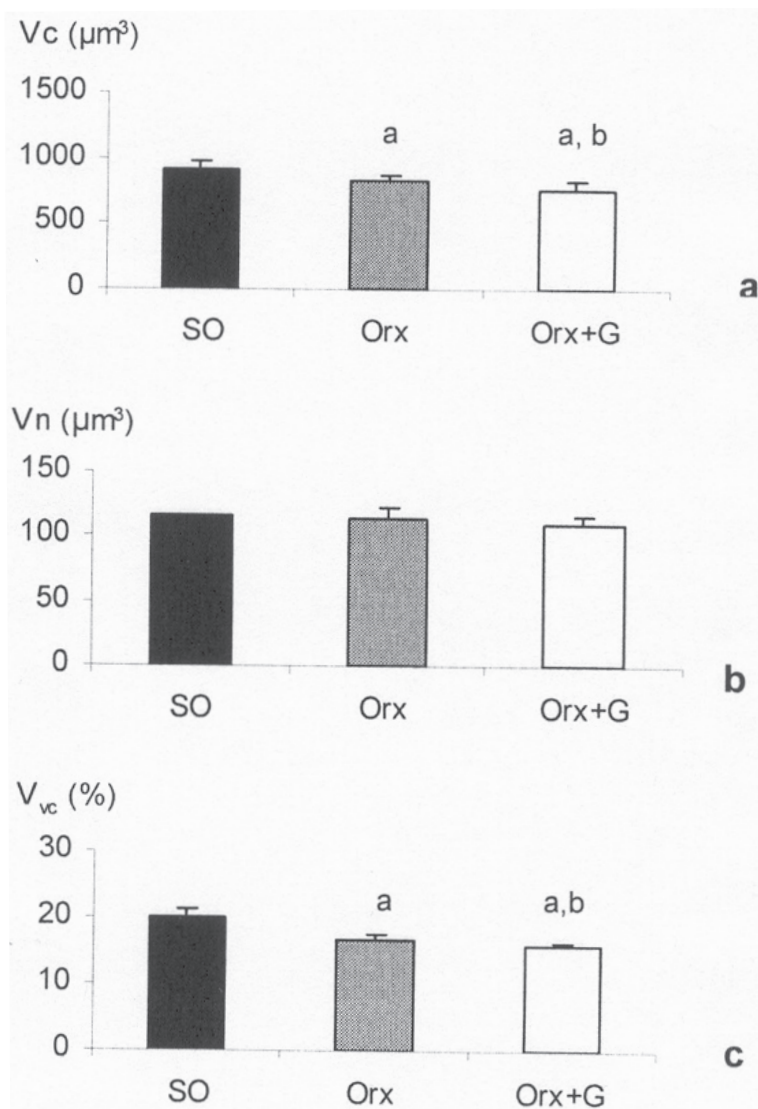 Vc (µm³)
1500
a
a, b
1000
500
0
a
SO
Orx
Orx+G
Vn (µm³)
150
100
50
0
b
SO
Orx
Orx+G
Vvc (%)
30
a
a,b
20
10
0
c
SO
Orx
Orx+G